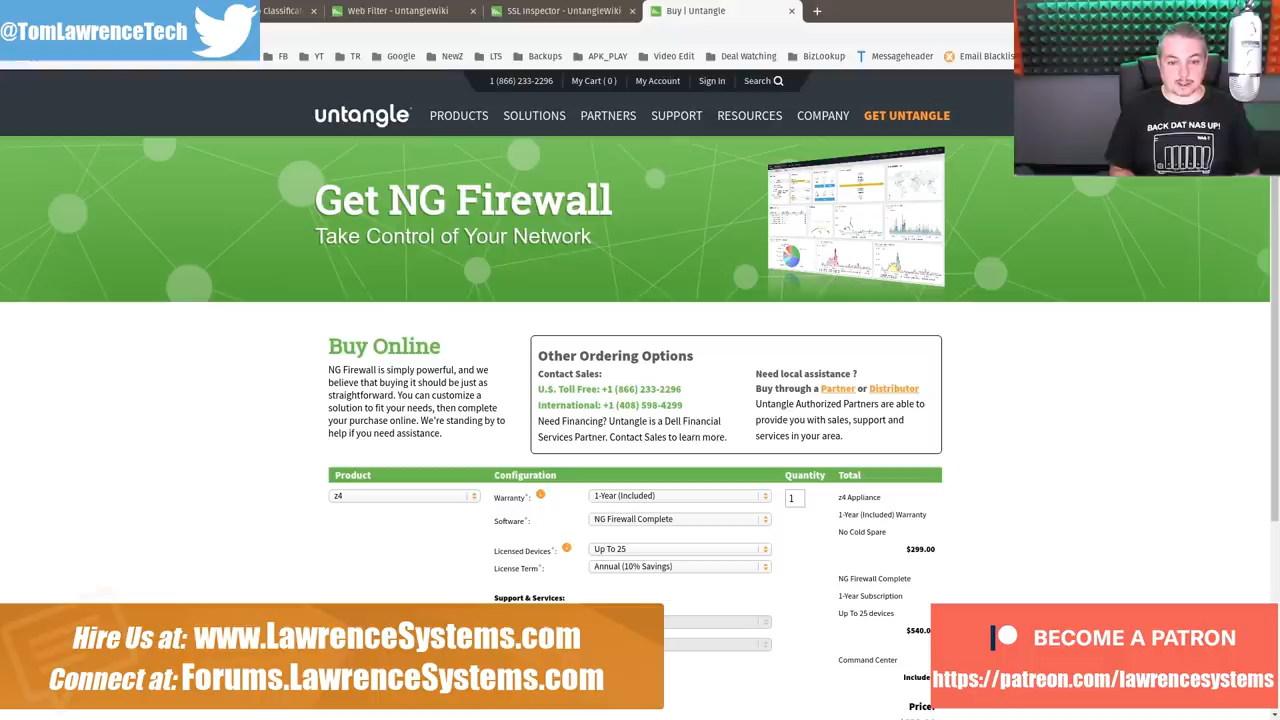 @TomLawrenceTech
Classificat
Web Filter - UntangleWiki
SSL Inspector - UntangleWiki
Buy | Untangle
FB
YT
TR
Google
NewZ
LTS
Backups
APK_PLAY
Video Edit
Deal Watching
BizLookup
Messageheader
Email Blacklis
1 (866) 233-2296
My Cart ( 0 )
My Account
Sign In
Search
untangle
PRODUCTS
SOLUTIONS
PARTNERS
SUPPORT
RESOURCES
COMPANY
GET UNTANGLE
BACK DAT NAS UP!
Get NG Firewall
Take Control of Your Network
Buy Online
NG Firewall is simply powerful, and we
believe that buying it should be just as
straightforward. You can customize a
solution to fit your needs, then complete
your purchase online. We're standing by to
help if you need assistance.
Other Ordering Options
Contact Sales:
U.S. Toll Free: +1 (866) 233-2296
International: +1 (408) 598-4299
Need Financing? Untangle is a Dell Financial
Services Partner. Contact Sales to learn more.
Need local assistance ?
Buy through a Partner or Distributor
Untangle Authorized Partners are able to
provide you with sales, support and
services in your area.
Product
Configuration
Quantity
Total
z4
Warranty*:
1-Year (Included)
1
z4 Appliance
1-Year (Included) Warranty
No Cold Spare
$299.00
Software*:
NG Firewall Complete
Licensed Devices*:
Up To 25
License Term*:
Annual (10% Savings)
NG Firewall Complete
1-Year Subscription
Up To 25 devices
$540.0
Support & Services:
Command Center
Include
Price:
Hire Us at: www.LawrenceSystems.com
Connect at: Forums.LawrenceSystems.com
BECOME A PATRON
https://patreon.com/lawrencesystems